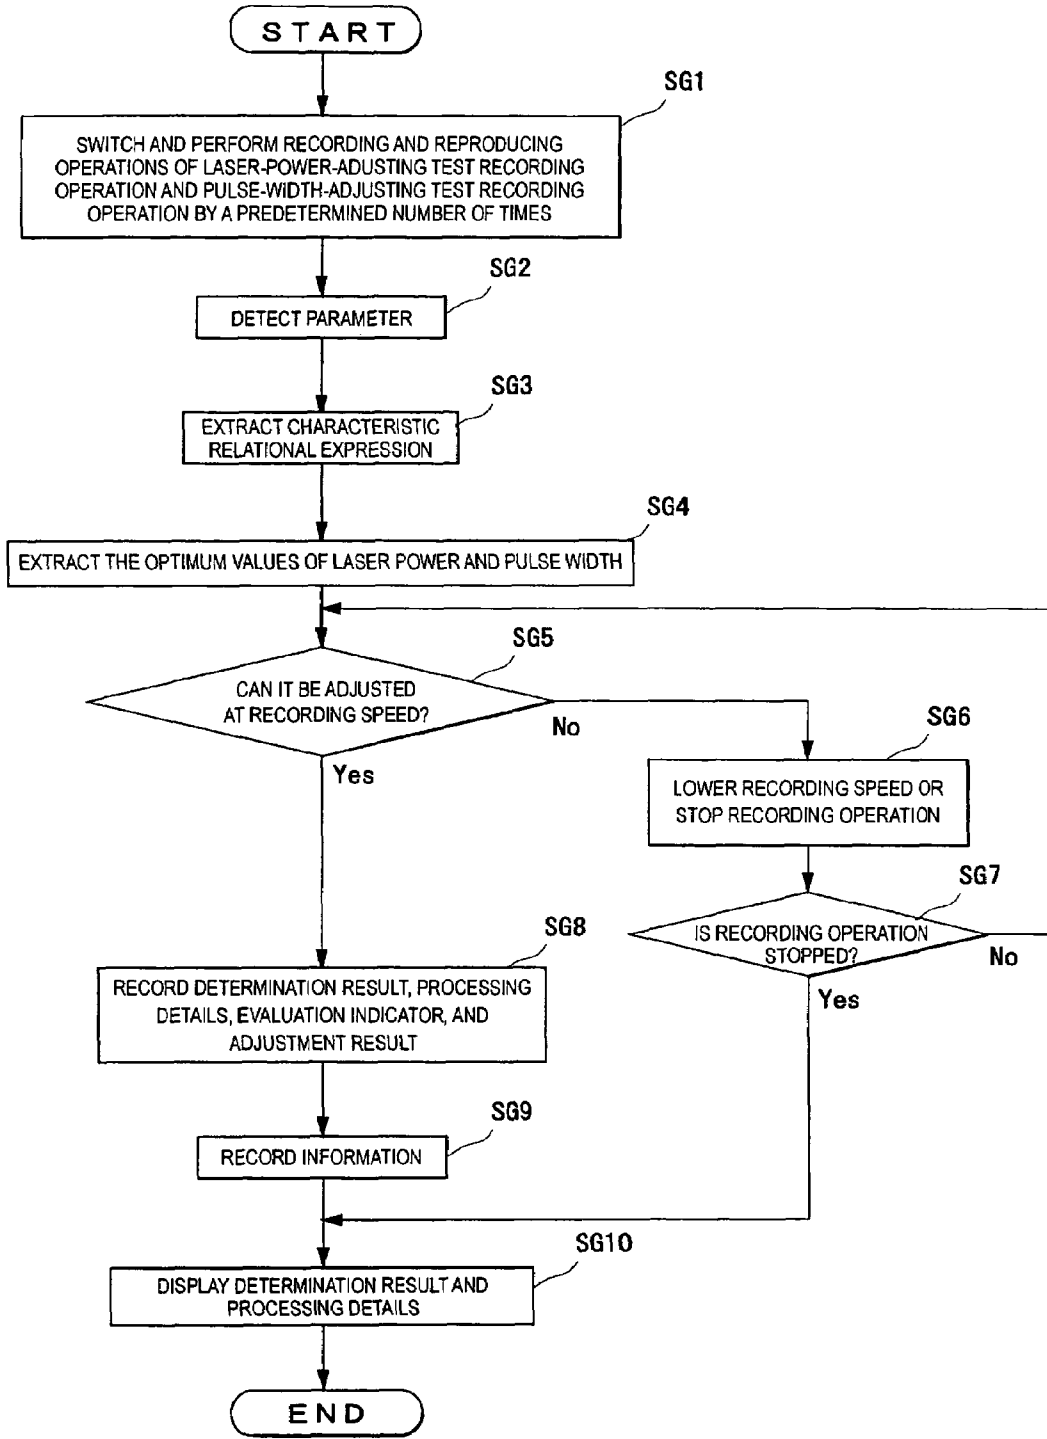 START
SG1
SWITCH AND PERFORM RECORDING AND REPRODUCING
OPERATIONS OF LASER-POWER-ADUSTING TEST RECORDING
OPERATION AND PULSE-WIDTH-ADJUSTING TEST RECORDING
OPERATION BY A PREDETERMINED NUMBER OF TIMES
SG2
DETECT PARAMETER
SG3
EXTRACT CHARACTERISTIC
RELATIONAL EXPRESSION
SG4
EXTRACT THE OPTIMUM VALUES OF LASER POWER AND PULSE WIDTH
SG5
CAN IT BE ADJUSTED
AT RECORDING SPEED?
No
Yes
SG6
LOWER RECORDING SPEED OR
STOP RECORDING OPERATION
SG7
IS RECORDING OPERATION
STOPPED?
No
Yes
SG8
RECORD DETERMINATION RESULT, PROCESSING
DETAILS, EVALUATION INDICATOR, AND
ADJUSTMENT RESULT
SG9
RECORD INFORMATION
SG10
DISPLAY DETERMINATION RESULT AND
PROCESSING DETAILS
END